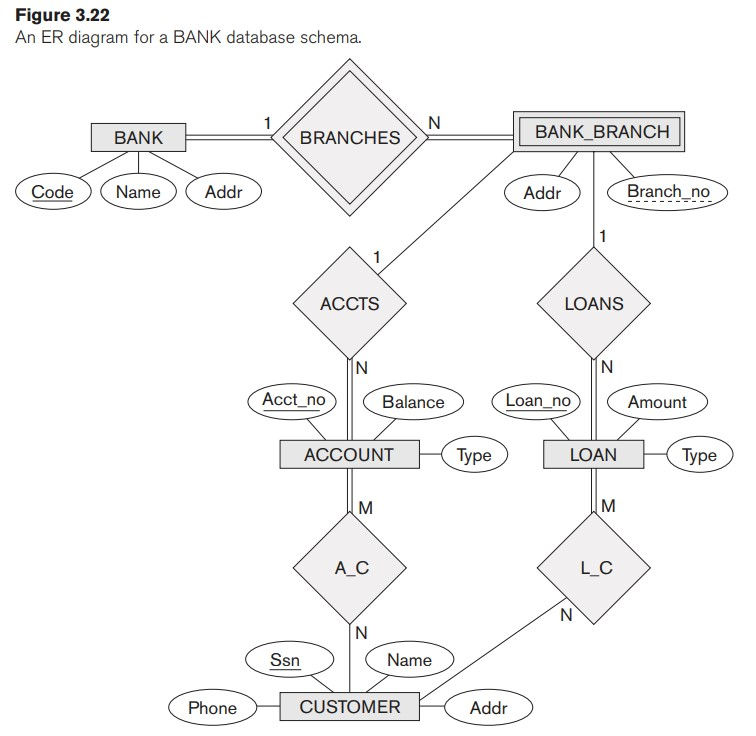 Figure 3.22
An ER diagram for a BANK database schema.
1
N
BANK
BRANCHES
BANK_BRANCH
Code
Name
Addr
Addr
Branch_no
1
1
ACCTS
LOANS
N
N
Acct_no
Balance
Loan_no
Amount
ACCOUNT
Type
LOAN
Type
M
M
A_C
L_C
N
N
Ssn
Name
Phone
CUSTOMER
Addr